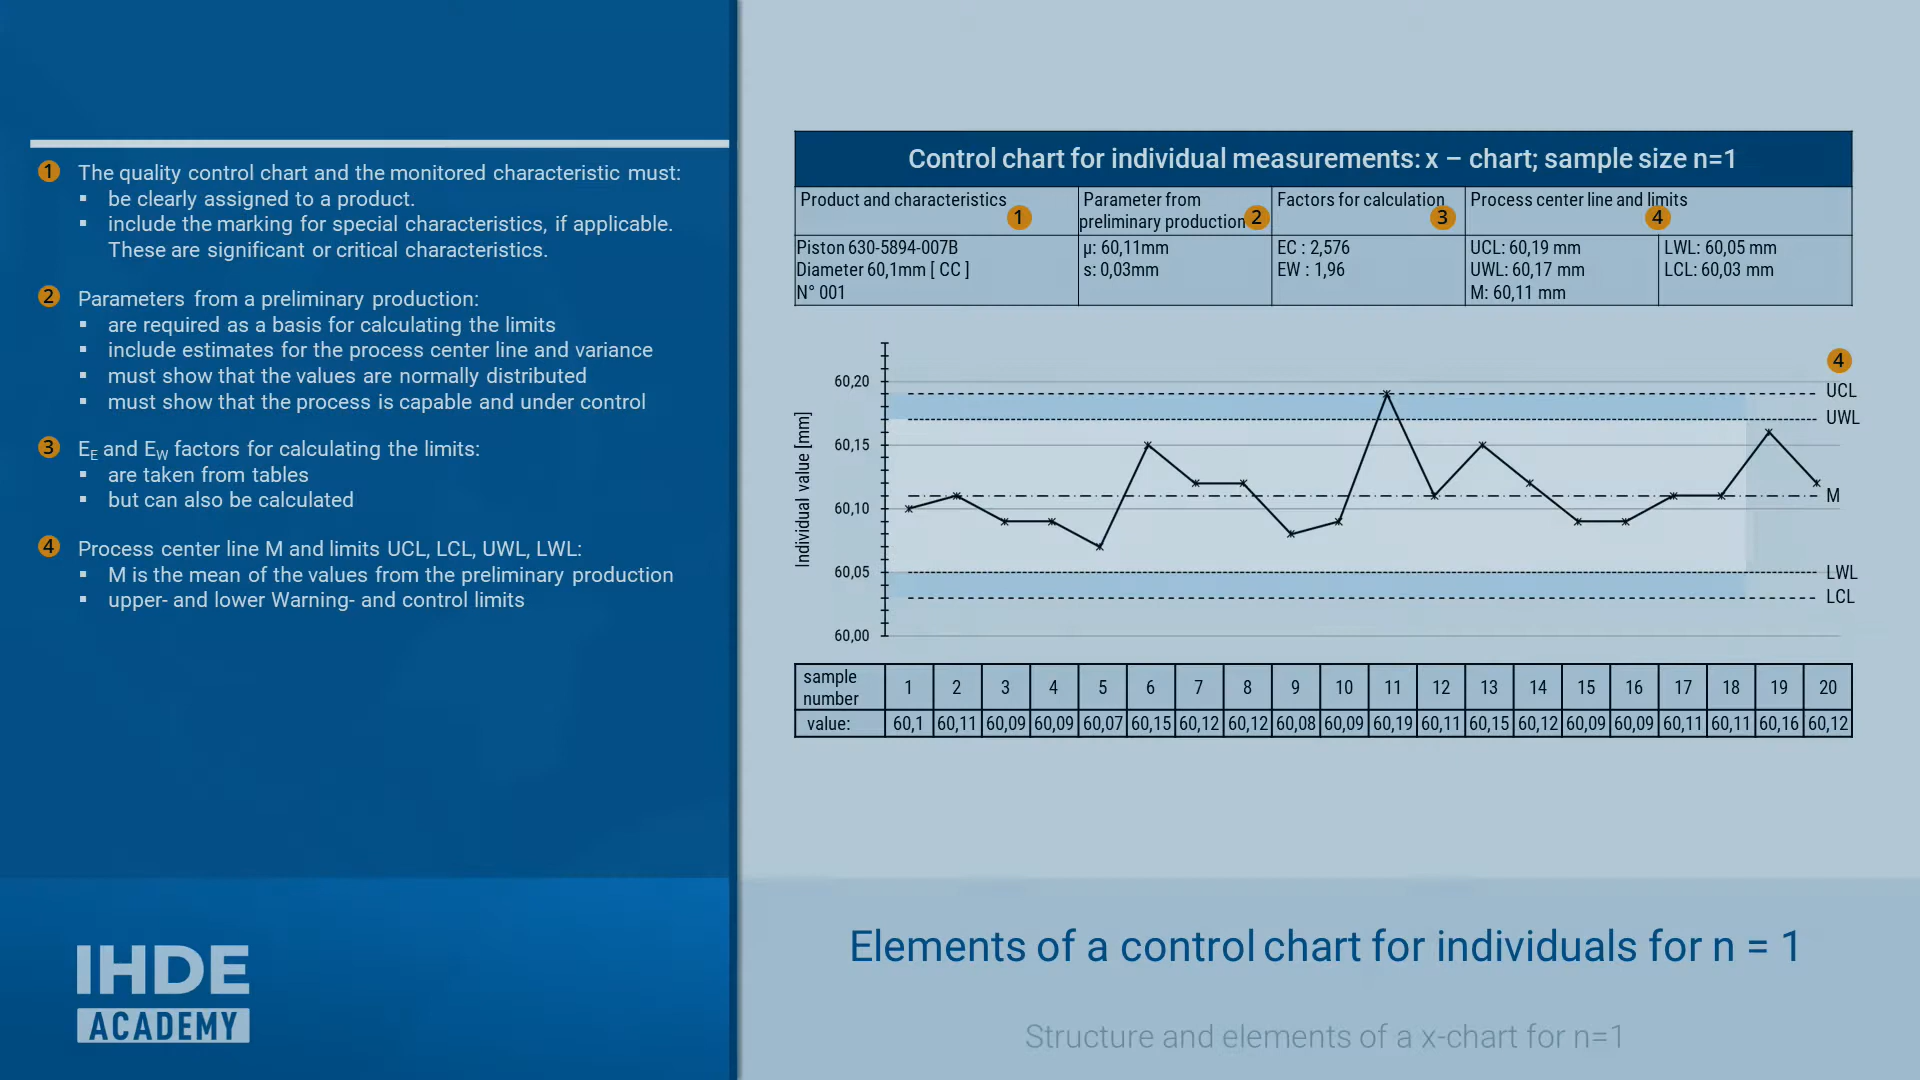 1 The quality control chart and the monitored characteristic must:
▪ be clearly assigned to a product.
▪ include the marking for special characteristics, if applicable.
These are significant or critical characteristics.
2 Parameters from a preliminary production:
▪ are required as a basis for calculating the limits
▪ include estimates for the process center line and variance
▪ must show that the values are normally distributed
▪ must show that the process is capable and under control
3 EE and EW factors for calculating the limits:
▪ are taken from tables
▪ but can also be calculated
4 Process center line M and limits UCL, LCL, UWL, LWL:
▪ M is the mean of the values from the preliminary production
▪ upper- and lower Warning- and control limits
IHDE
ACADEMY
Control chart for individual measurements: x – chart; sample size n=1
Product and characteristics 1
Parameter from
preliminary production 2
Factors for calculation 3
Process center line and limits 4
Piston 630-5894-007B
Diameter 60,1mm [ CC ]
N° 001
µ: 60,11mm
s: 0,03mm
EC : 2,576
EW : 1,96
UCL: 60,19 mm
UWL: 60,17 mm
M: 60,11 mm
LWL: 60,05 mm
LCL: 60,03 mm
Individual value [mm]
60,20
60,15
60,10
60,05
60,00
4
UCL
UWL
M
LWL
LCL
sample number 1 2 3 4 5 6 7 8 9 10 11 12 13 14 15 16 17 18 19 20
value: 60,1 60,11 60,09 60,09 60,07 60,15 60,12 60,12 60,08 60,09 60,19 60,11 60,15 60,12 60,09 60,09 60,11 60,11 60,16 60,12
Elements of a control chart for individuals for n = 1
Structure and elements of a x-chart for n=1